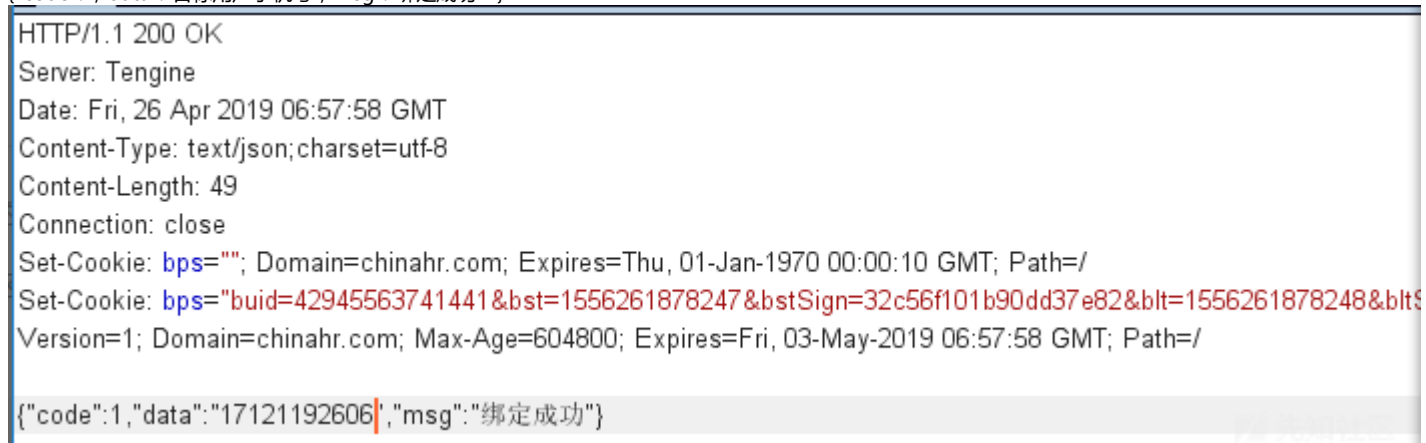 HTTP/1.1 200 OK
Server: Tengine
Date: Fri, 26 Apr 2019 06:57:58 GMT
Content-Type: text/json;charset=utf-8
Content-Length: 49
Connection: close
Set-Cookie: bps=""; Domain=chinahr.com; Expires=Thu, 01-Jan-1970 00:00:10 GMT; Path=/
Set-Cookie: bps="buid=42945563741441&bst=1556261878247&bstSign=32c56f101b90dd37e82&blt=1556261878248&blt
Version=1; Domain=chinahr.com; Max-Age=604800; Expires=Fri, 03-May-2019 06:57:58 GMT; Path=/
{"code":1,"data":"17121192606","msg":"绑定成功"}